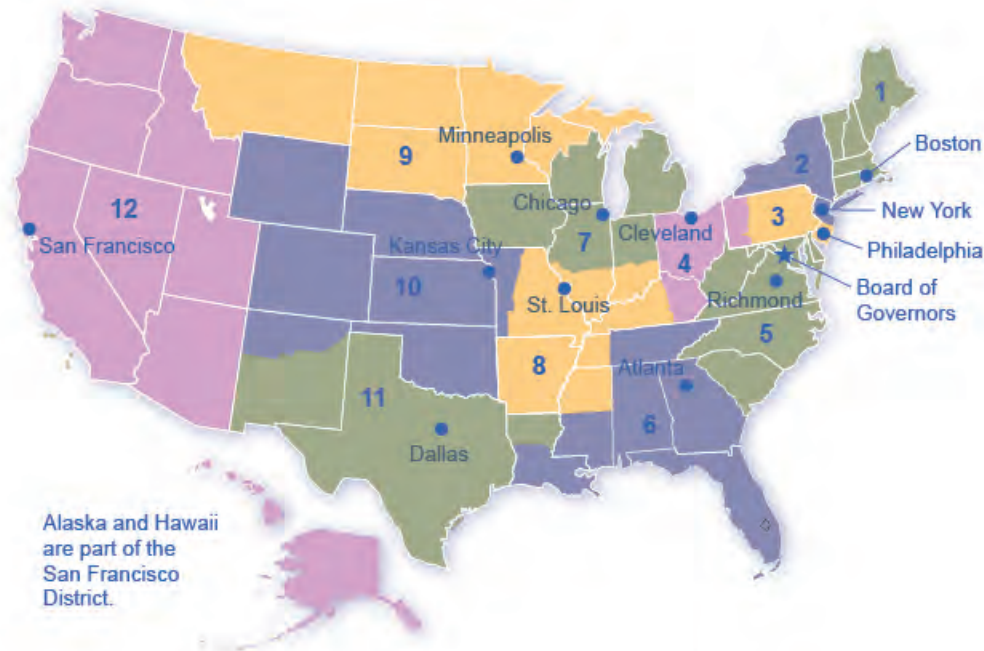 1
Boston
2
Minneapolis
9
New York
12
Chicago
3
San Francisco
Kansas City
7
Cleveland
Philadelphia
4
10
St. Louis
Richmond
Board of
Governors
5
8
Atlanta
11
6
Dallas
Alaska and Hawaii
are part of the
San Francisco
District.